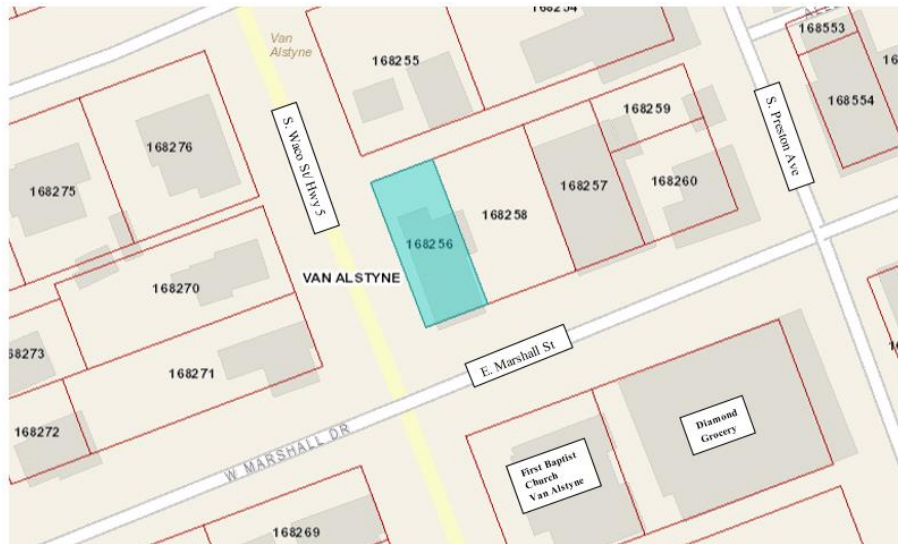 Van
Alstyne
168254
168255
168553
168554
168276
168275
168259
168257
168260
168258
168256
S. Waco St/ Hwy 5
S. Preston Ave
VAN ALSTYNE
168270
168271
168272
E. Marshall St
W MARSHALL DR
Diamond
Grocery
First Baptist
Church
Van Alstyne
168269